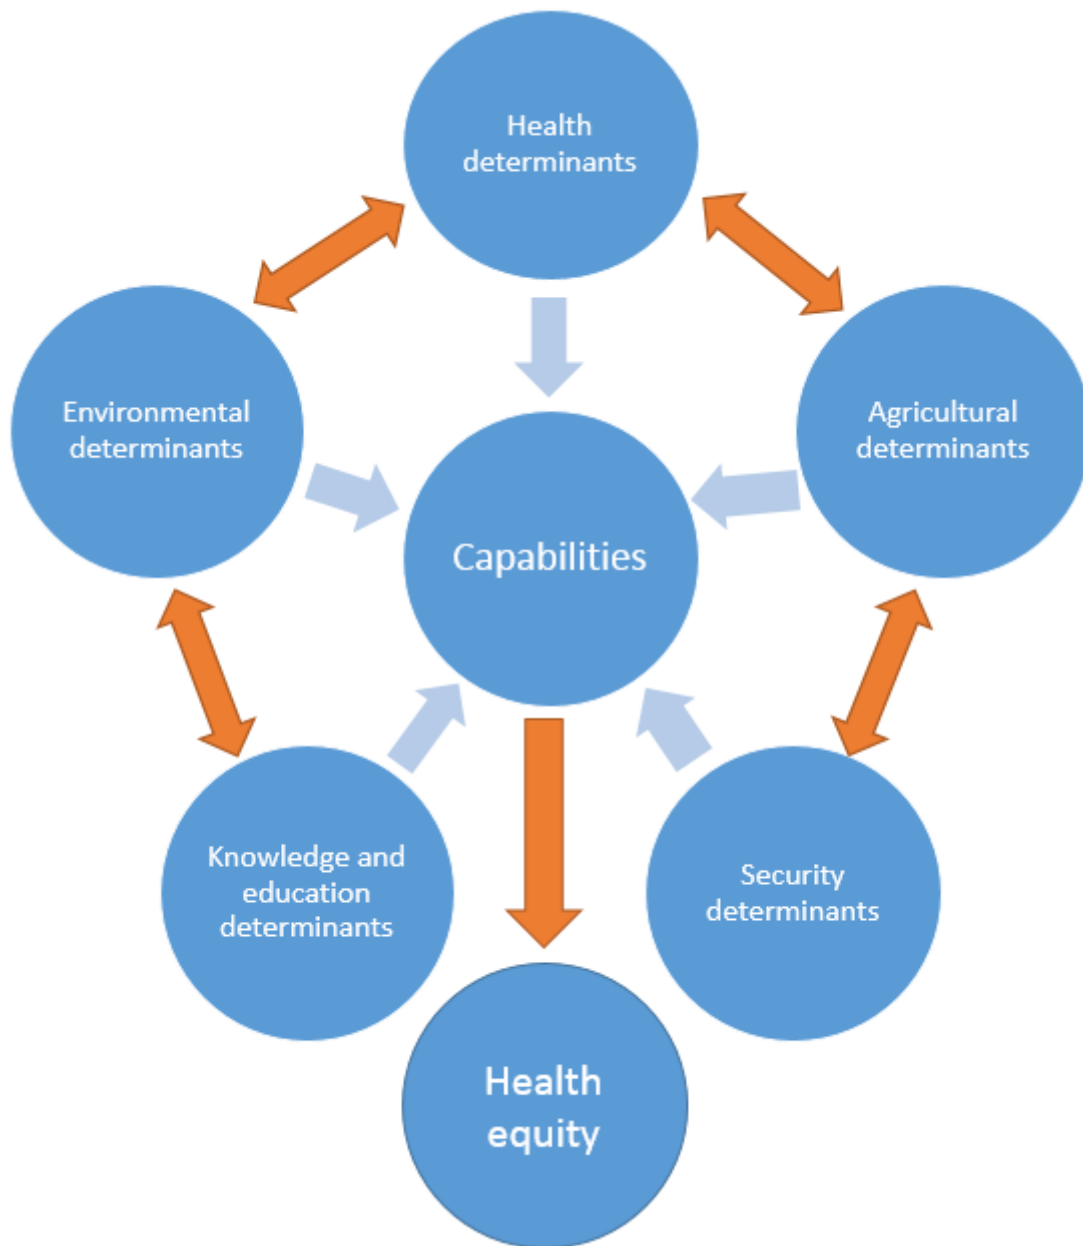 Health
determinants
Environmental
determinants
Agricultural
determinants
Capabilities
Knowledge and
education
determinants
Security
determinants
Health
equity